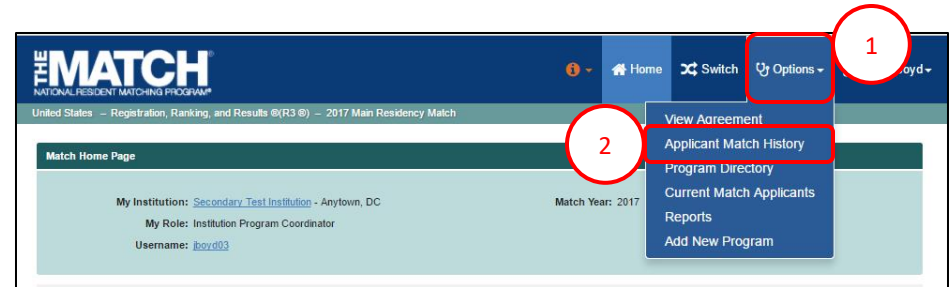 THE MATCH®
NATIONAL RESIDENT MATCHING PROGRAM®
Home Switch Options
1
United States – Registration, Ranking, and Results ®(R3 ®) – 2017 Main Residency Match
View Agreement
2
Applicant Match History
Program Directory
Current Match Applicants
Reports
Add New Program
Match Home Page
My Institution: Secondary Test Institution - Anytown, DC
Match Year: 2017
My Role: Institution Program Coordinator
Username: jboyd03